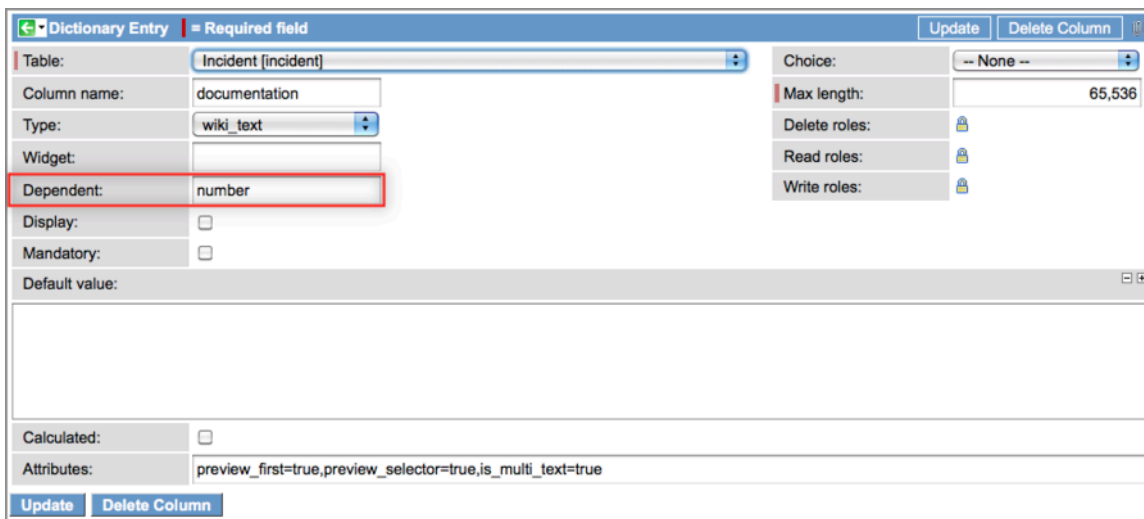 Dictionary Entry = Required field Update Delete Column
Table: Incident [incident] Choice: -- None --
Column name: documentation Max length: 65,536
Type: wiki_text Delete roles:
Widget: Read roles:
Dependent: number Write roles:
Display:
Mandatory:
Default value:
Calculated:
Attributes: preview_first=true,preview_selector=true,is_multi_text=true
Update Delete Column